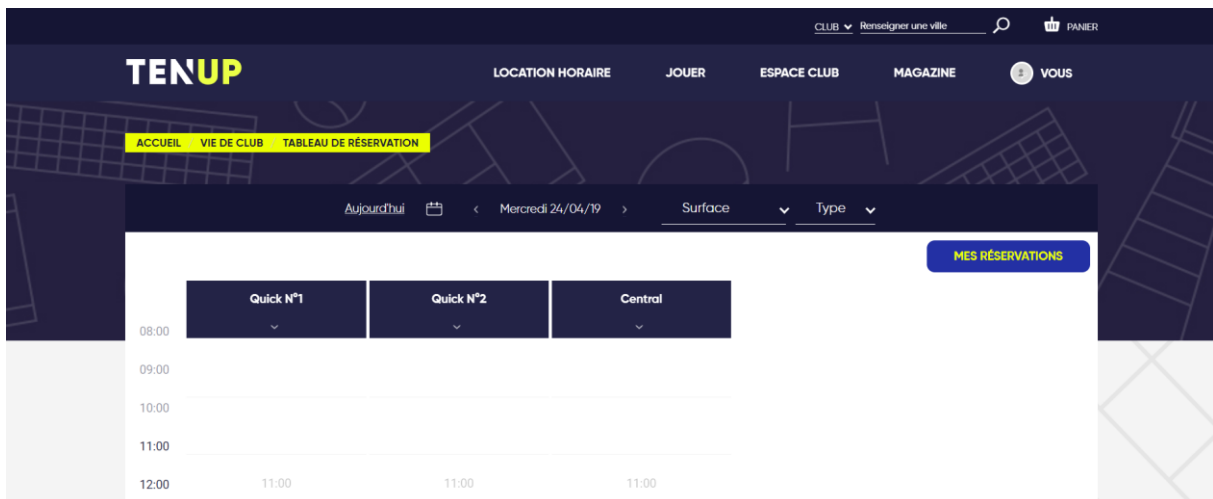 CLUB Renseigner une ville PANIER
TENUP LOCATION HORAIRE JOUER ESPACE CLUB MAGAZINE VOUS
ACCUEIL / VIE DE CLUB / TABLEAU DE RÉSERVATION
Aujourd'hui < Mercredi 24/04/19 > Surface Type
MES RÉSERVATIONS
Quick N°1 Quick N°2 Central
08:00
09:00
10:00
11:00
12:00 11:00 11:00 11:00